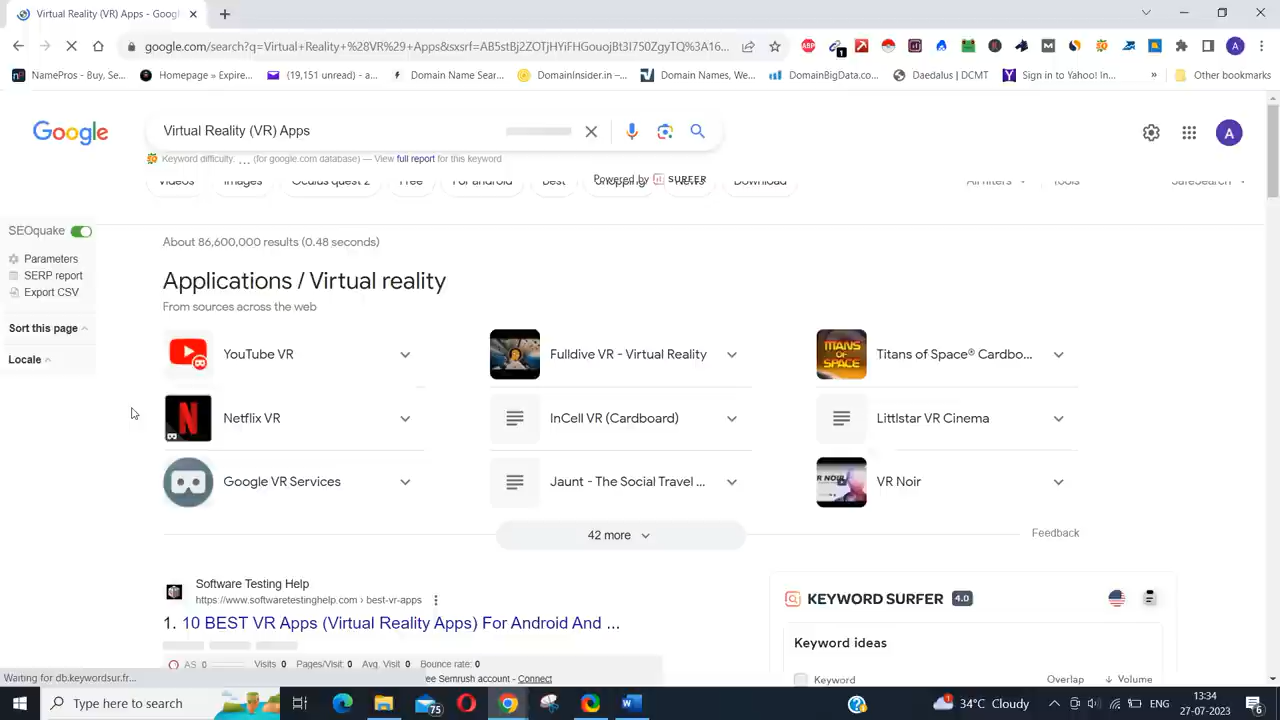 Virtual Reality (VR) Apps - Goog
google.com/search?q=Virtual+Reality+%28VR%29+Apps&sxsrf=AB5stBj2ZOTjHYiFHGouojBt3I750ZgyTQ%3A16...
NamePros - Buy, Se...
Homepage » Expire...
(19,151 unread) - a...
Domain Name Sear...
DomainInsider.in –...
Domain Names, We...
DomainBigData.co...
Daedalus | DCMT
Sign in to Yahoo! In...
»
Other bookmarks
Google
Virtual Reality (VR) Apps
A
Keyword difficulty. ... (for google.com database) — View full report for this keyword
Powered by SURFER
Videos
Images
Oculus quest 2
Free
For android
Best
Shopping
News
Download
All filters
Tools
SafeSearch
SEOquake
Parameters
SERP report
Export CSV
Sort this page
Locale
About 86,600,000 results (0.48 seconds)
Applications / Virtual reality
From sources across the web
YouTube VR
Fulldive VR - Virtual Reality
TITANS OF SPACE
Titans of Space® Cardbo...
Netflix VR
InCell VR (Cardboard)
Littlstar VR Cinema
Google VR Services
Jaunt - The Social Travel ...
VR Noir
42 more
Feedback
Software Testing Help
https://www.softwaretestinghelp.com › best-vr-apps
1. 10 BEST VR Apps (Virtual Reality Apps) For Android And ...
AS 0
Visits 0
Pages/Visit: 0
Avg. Visit 0
Bounce rate: 0
ee Semrush account - Connect
KEYWORD SURFER 4.0
Keyword ideas
Keyword
Overlap
Volume
Waiting for db.keywordsur.fr...
Type here to search
75
34°C Cloudy
ENG
13:34
27-07-2023
6